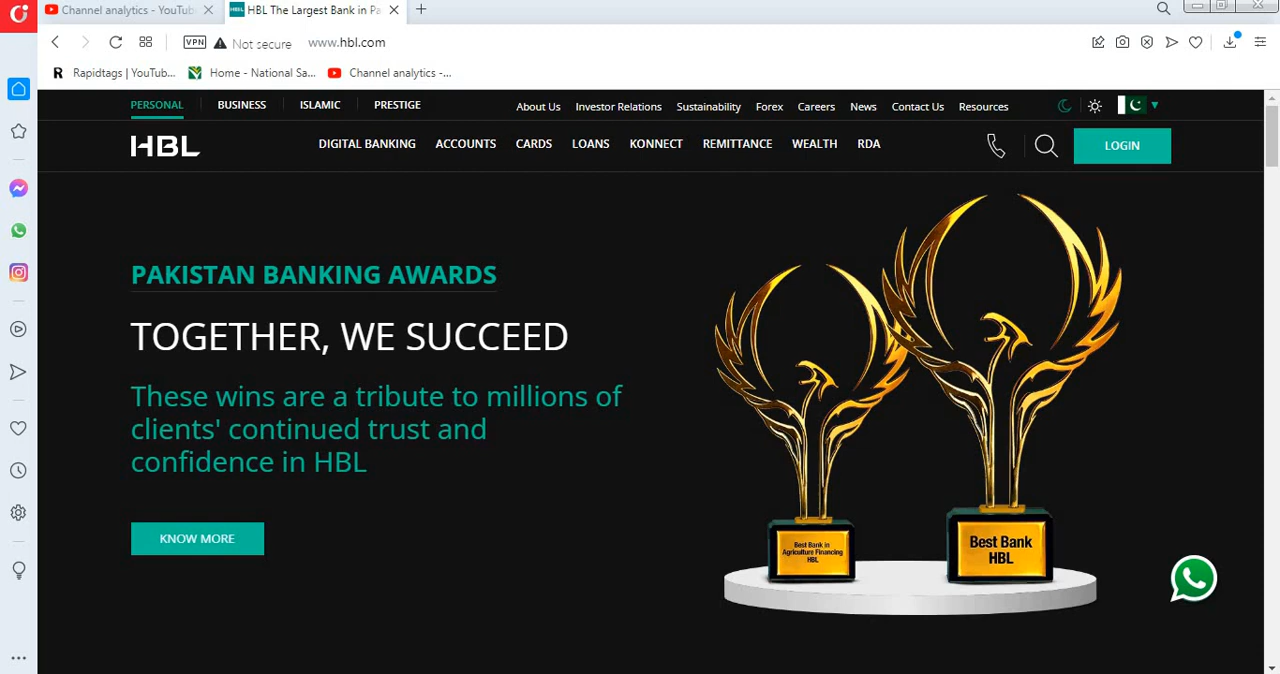 Channel analytics - YouTub
HBL The Largest Bank in Pa
VPN
Not secure
www.hbl.com
R Rapidtags | YouTub...
Home - National Sa...
Channel analytics -...
PERSONAL
BUSINESS
ISLAMIC
PRESTIGE
About Us
Investor Relations
Sustainability
Forex
Careers
News
Contact Us
Resources
HBL
DIGITAL BANKING
ACCOUNTS
CARDS
LOANS
KONNECT
REMITTANCE
WEALTH
RDA
LOGIN
PAKISTAN BANKING AWARDS
TOGETHER, WE SUCCEED
These wins are a tribute to millions of
clients' continued trust and
confidence in HBL
KNOW MORE
Best Bank in
Agriculture Financing
HBL
Best Bank
HBL